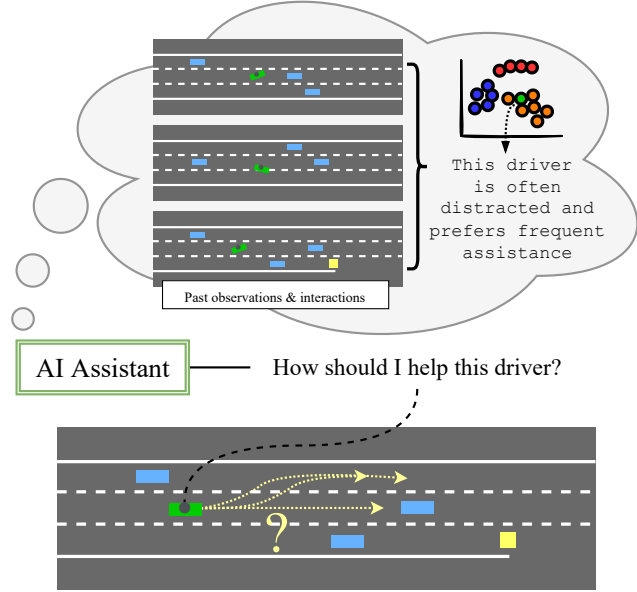 This driver
is often
distracted and
prefers frequent
assistance
Past observations & interactions
AI Assistant
How should I help this driver?
?